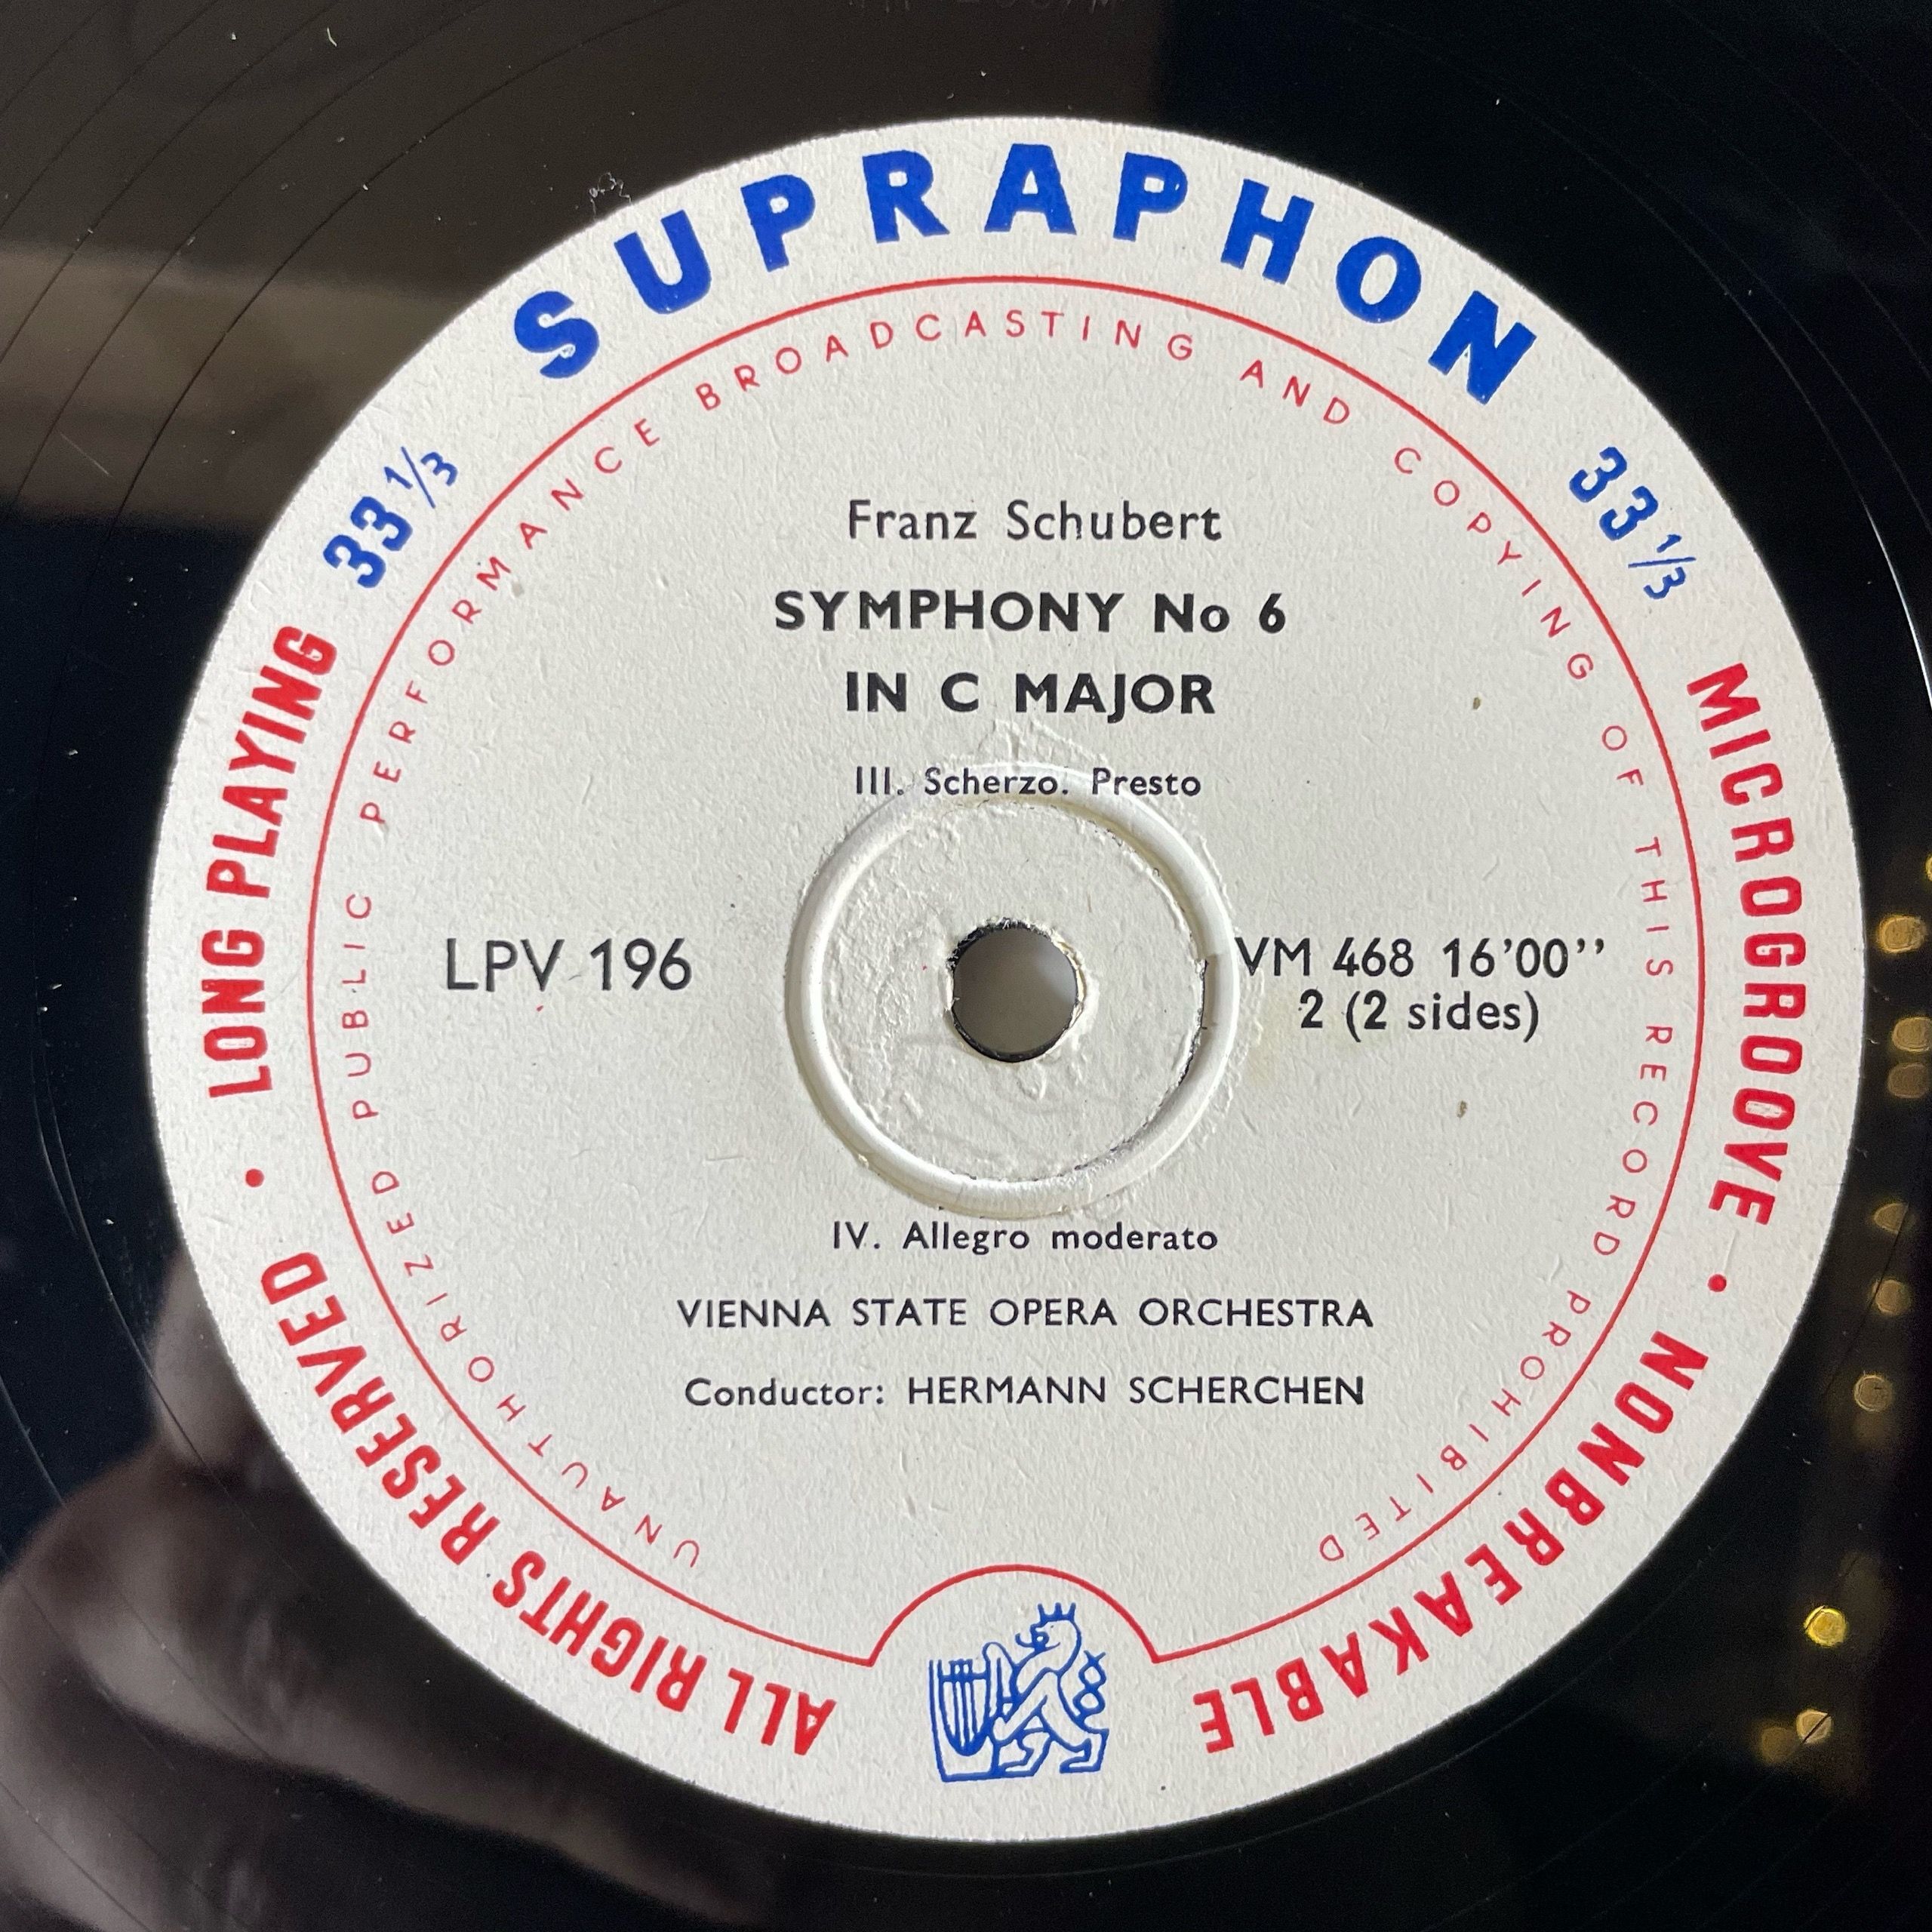 SUPRAPHON
33 1/3
33 1/3
LONG PLAYING
MICROGROOVE • NONBREAKABLE
ALL RIGHTS RESERVED •
UNAUTHORIZED PUBLIC PERFORMANCE BROADCASTING AND COPYING OF THIS RECORD PROHIBITED
Franz Schubert
SYMPHONY No 6
IN C MAJOR
III. Scherzo. Presto
LPV 196
VM 468 16’00’’
2 (2 sides)
IV. Allegro moderato
VIENNA STATE OPERA ORCHESTRA
Conductor: HERMANN SCHERCHEN